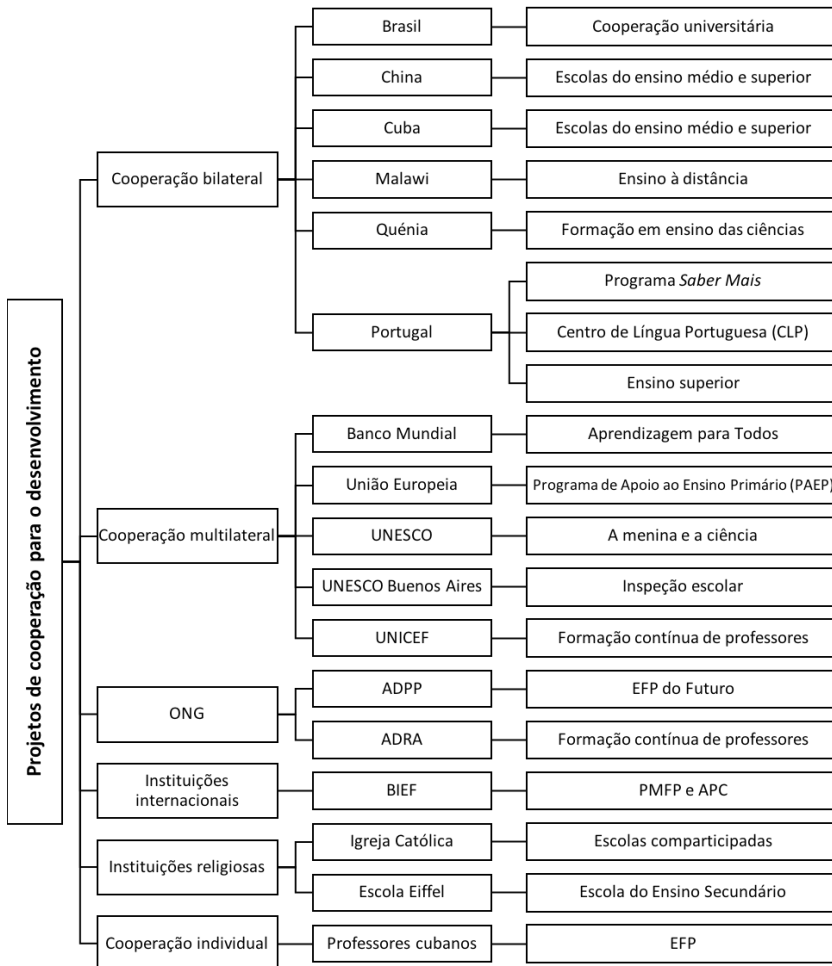 Projetos de cooperação para o desenvolvimento
Cooperação bilateral
Brasil
Cooperação universitária
China
Escolas do ensino médio e superior
Cuba
Escolas do ensino médio e superior
Malawi
Ensino à distância
Quénia
Formação em ensino das ciências
Portugal
Programa Saber Mais
Centro de Língua Portuguesa (CLP)
Ensino superior
Cooperação multilateral
Banco Mundial
Aprendizagem para Todos
União Europeia
Programa de Apoio ao Ensino Primário (PAEP)
UNESCO
A menina e a ciência
UNESCO Buenos Aires
Inspeção escolar
UNICEF
Formação contínua de professores
ONG
ADPP
EFP do Futuro
ADRA
Formação contínua de professores
Instituições
internacionais
BIEF
PMFP e APC
Instituições religiosas
Igreja Católica
Escolas comparticipadas
Escola Eiffel
Escola do Ensino Secundário
Cooperação individual
Professores cubanos
EFP